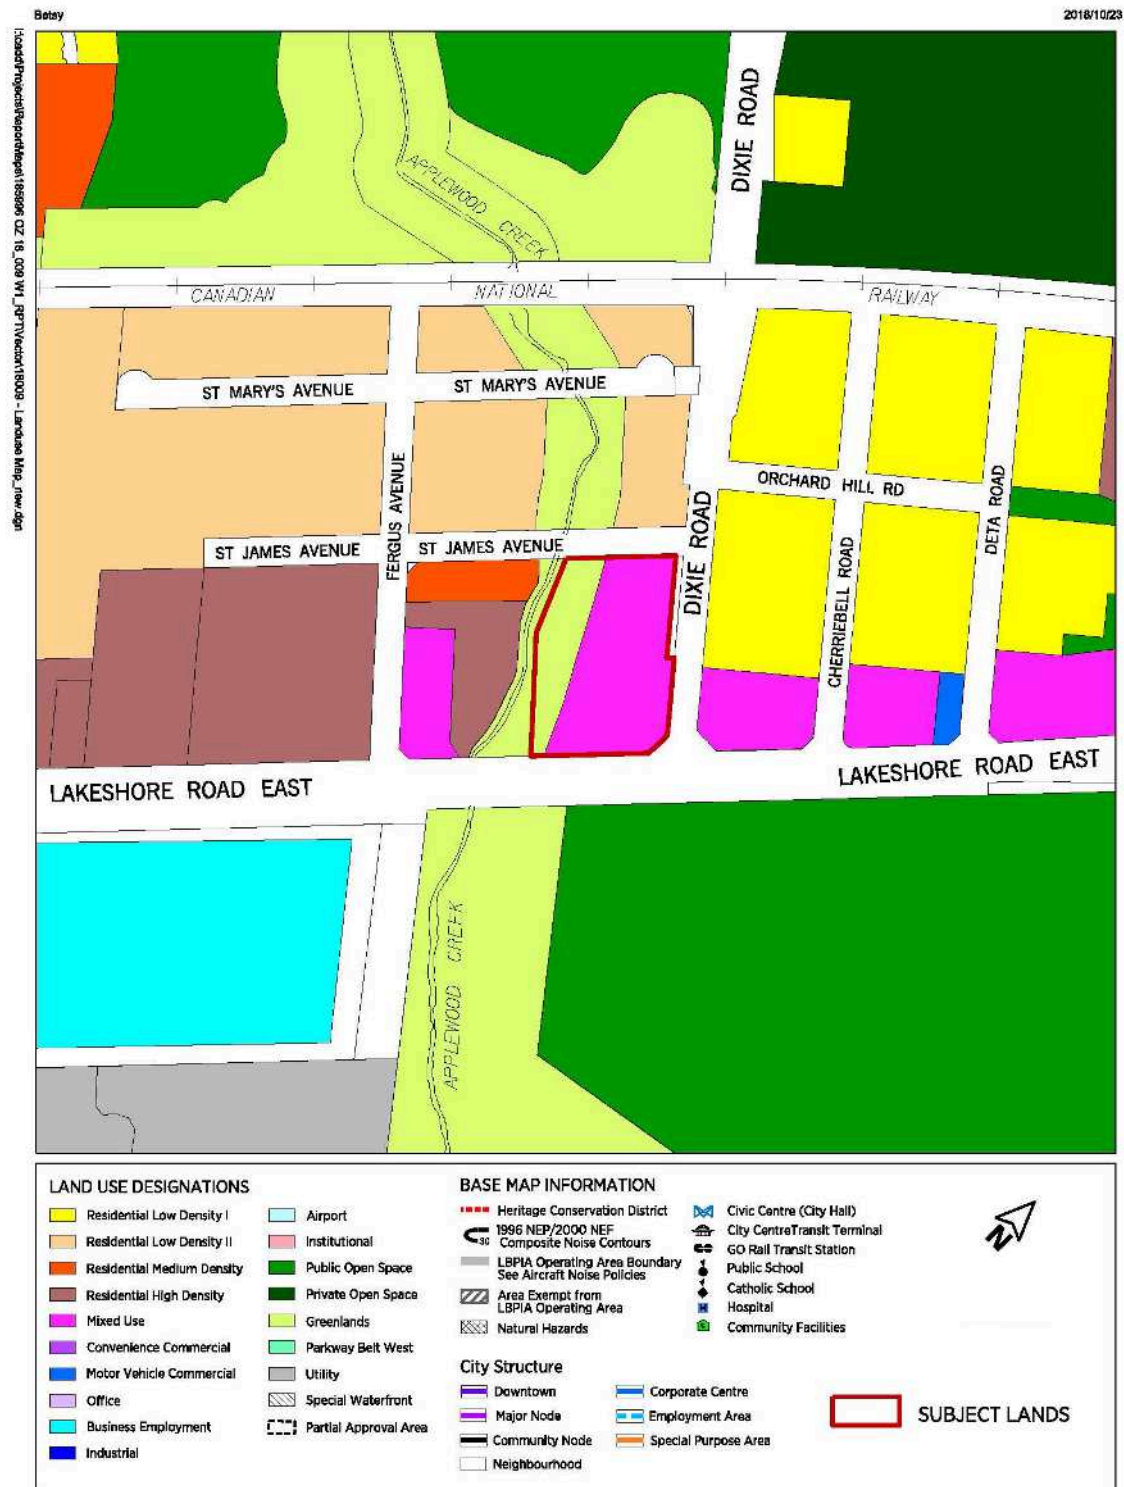 Betsy
2018/10/23
DIXIE ROAD
APPLEWOOD CREEK
CANADIAN NATIONAL RAILWAY
ST MARY'S AVENUE
ST MARY'S AVENUE
ORCHARD HILL RD
FERGUS AVENUE
DIXIE ROAD
DETA ROAD
CHERRIEBELL ROAD
ST JAMES AVENUE
ST JAMES AVENUE
LAKESHORE ROAD EAST
LAKESHORE ROAD EAST
APPLEWOOD CREEK
LAND USE DESIGNATIONS
Residential Low Density I
Residential Low Density II
Residential Medium Density
Residential High Density
Mixed Use
Convenience Commercial
Motor Vehicle Commercial
Office
Business Employment
Industrial
Airport
Institutional
Public Open Space
Private Open Space
Greenlands
Parkway Belt West
Utility
Special Waterfront
Partial Approval Area
BASE MAP INFORMATION
Heritage Conservation District
1996 NEP/2000 NEF
Composite Noise Contours
LBPIA Operating Area Boundary
See Aircraft Noise Policies
Area Exempt from
LBPIA Operating Area
Natural Hazards
Civic Centre (City Hall)
City CentreTransit Terminal
GO Rail Transit Station
Public School
Catholic School
Hospital
Community Facilities
City Structure
Downtown
Major Node
Community Node
Neighbourhood
Corporate Centre
Employment Area
Special Purpose Area
SUBJECT LANDS
N